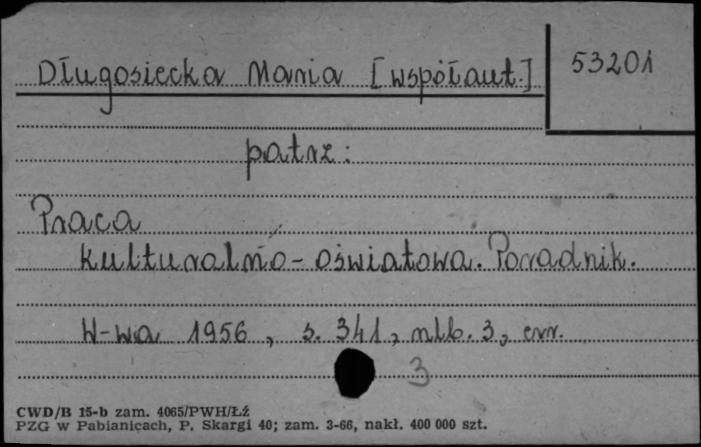 Długosiecka Maria [współaut.]
53201
patrz:
Praca
kulturalno-oświatowa. Poradnik.
W-wa 1956, s. 341, nlb. 3, err.
3
CWD/B 15-b zam. 4065/PWH/Łź
PZG w Pabianicach, P. Skargi 40; zam. 3-66, nakł. 400 000 szt.